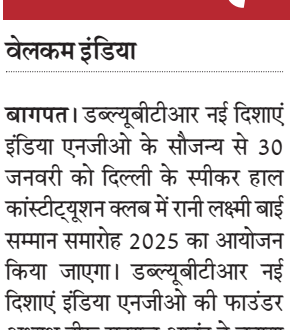 वेलकम इंडिया
बागपत। डब्ल्यूबीटीआर नई दिशाएं
इंडिया एनजीओ के सौजन्य से 30
जनवरी को दिल्ली के स्पीकर हाल
कांस्टीट्यूशन क्लब में रानी लक्ष्मी बाई
सम्मान समारोह 2025 का आयोजन
किया जाएगा। डब्ल्यूबीटीआर नई
दिशाएं इंडिया एनजीओ की फाउंडर